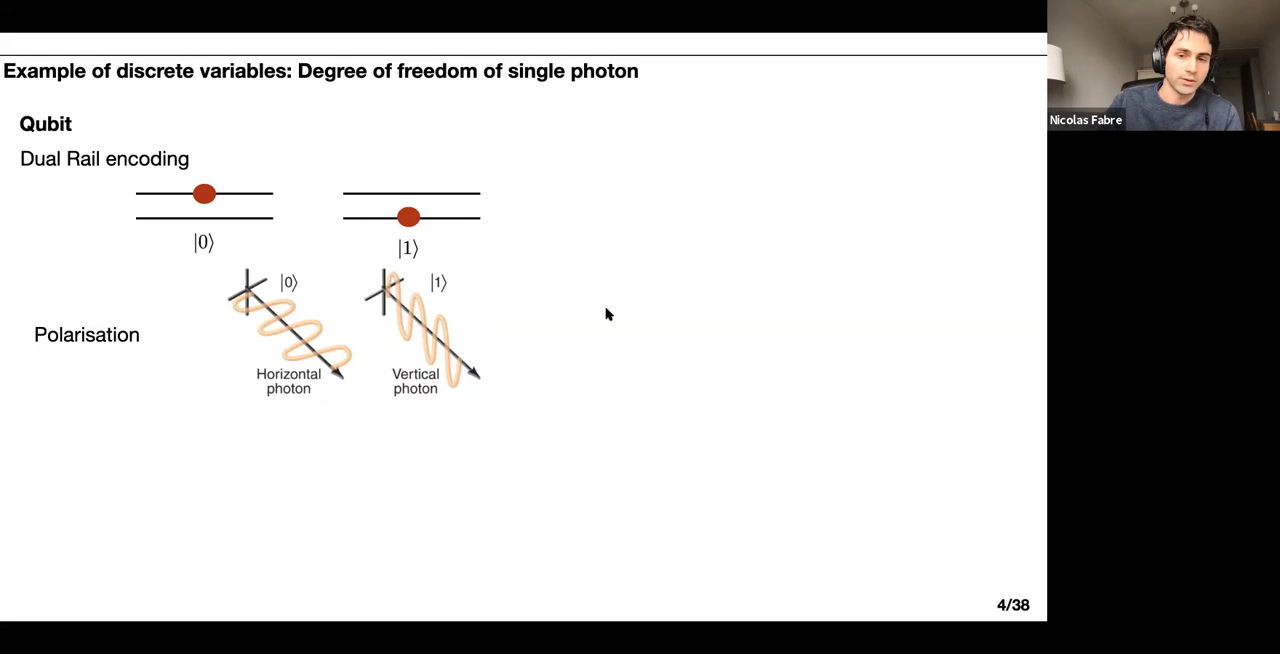 Example of discrete variables: Degree of freedom of single photon
Nicolas Fabre
Qubit
Dual Rail encoding
|0⟩
|1⟩
|0⟩
|1⟩
Polarisation
Horizontal
photon
Vertical
photon
4/38